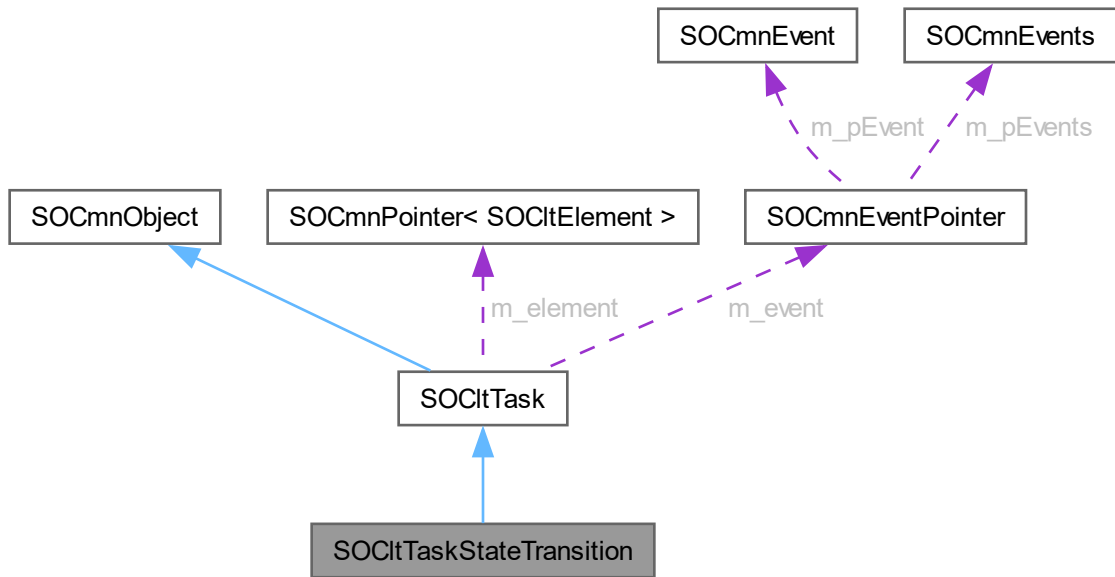 SOCmnEvent
SOCmnEvents
m_pEvent
m_pEvents
SOCmnObject
SOCmnPointer< SOCltElement >
SOCmnEventPointer
m_element
m_event
SOCltTask
SOCltTaskStateTransition